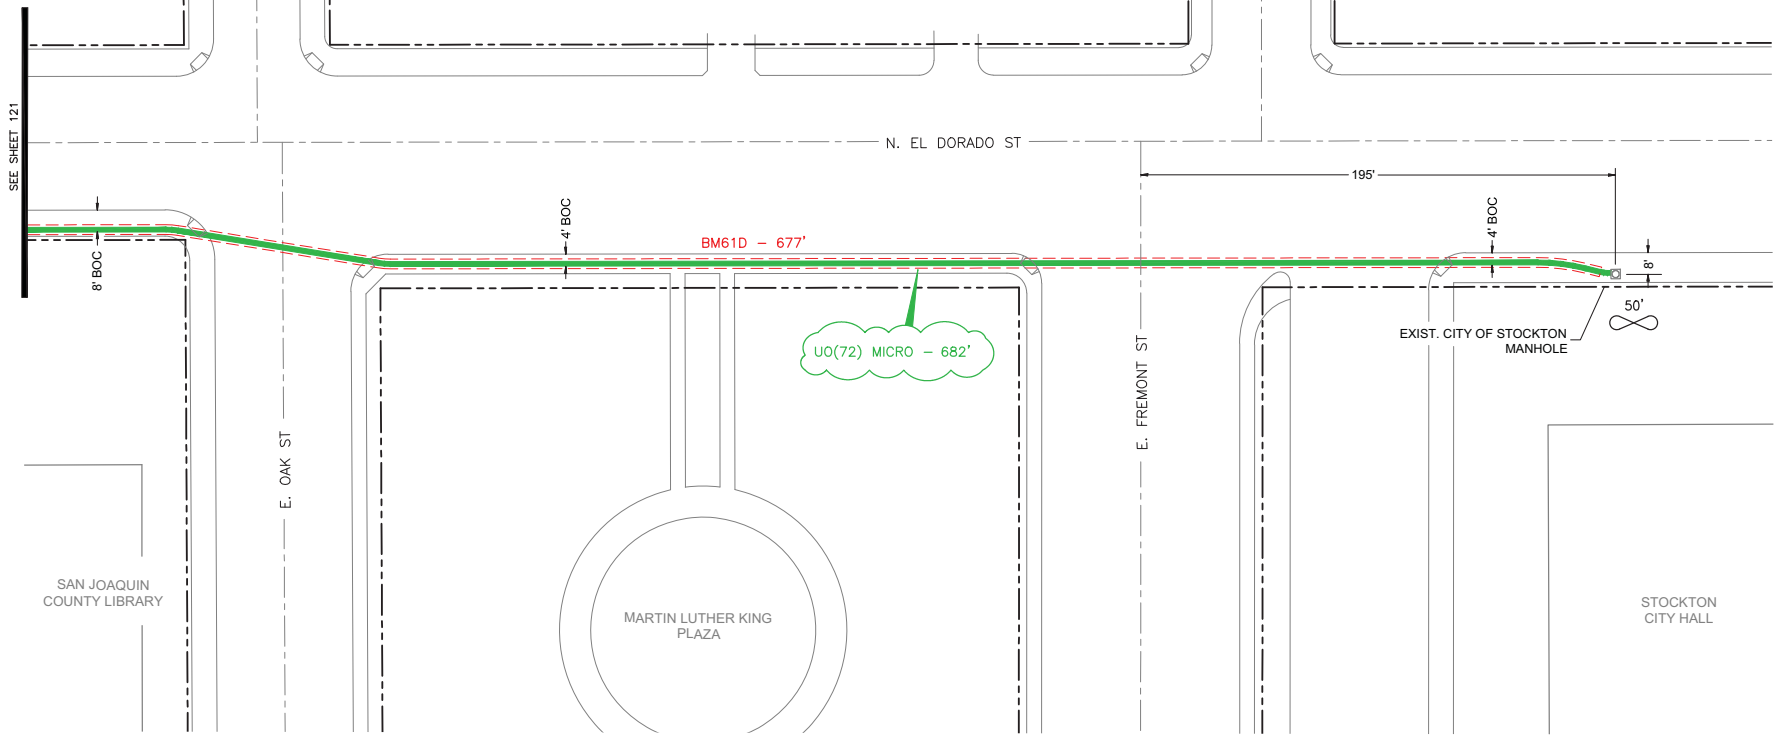 SEE SHEET 121
N. EL DORADO ST
195'
8' BOC
4' BOC
BM61D - 677'
4' BOC
8'
50'
UO(72) MICRO - 682'
EXIST. CITY OF STOCKTON
MANHOLE
E. OAK ST
E. FREMONT ST
SAN JOAQUIN
COUNTY LIBRARY
MARTIN LUTHER KING
PLAZA
STOCKTON
CITY HALL